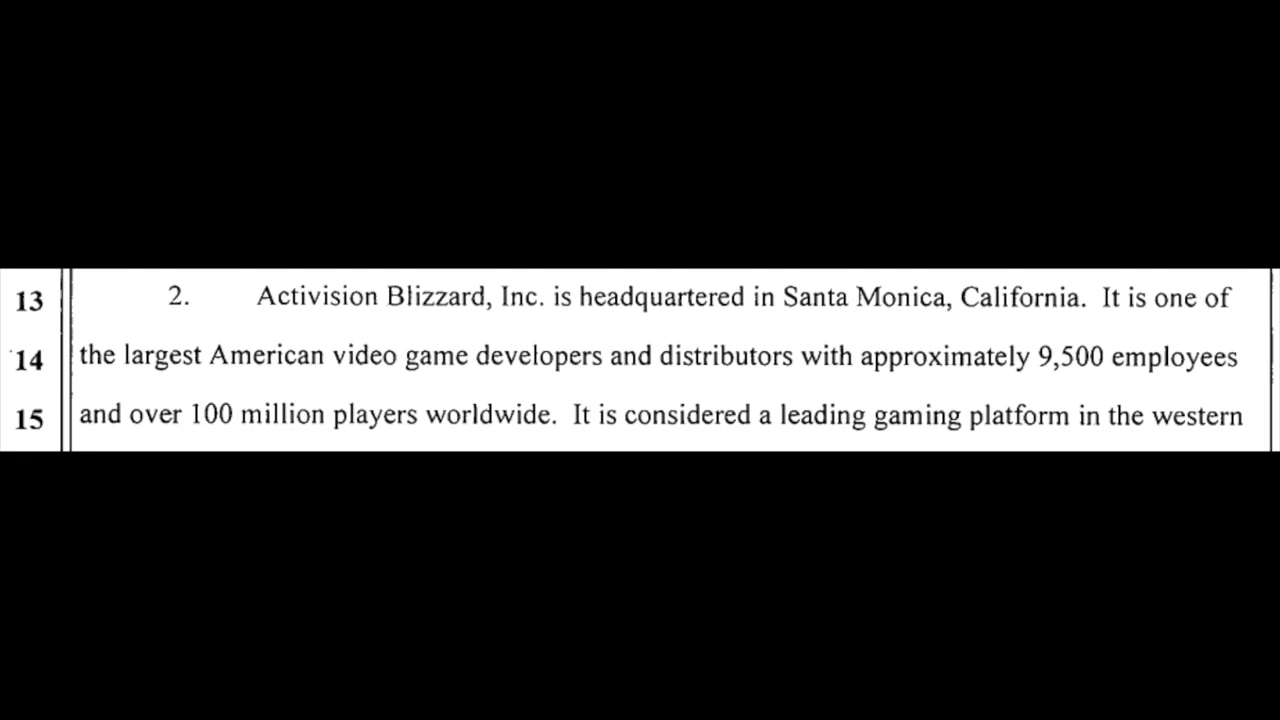 13 2. Activision Blizzard, Inc. is headquartered in Santa Monica, California. It is one of
14 the largest American video game developers and distributors with approximately 9,500 employees
15 and over 100 million players worldwide. It is considered a leading gaming platform in the western